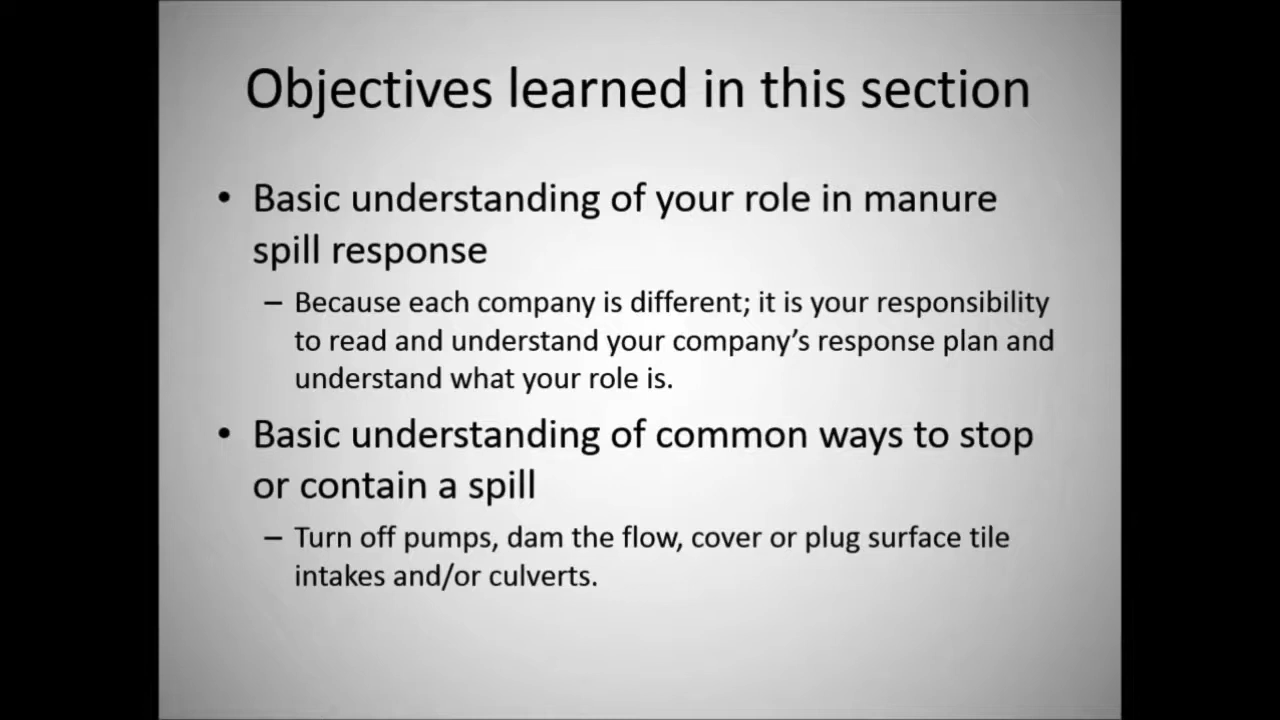 Objectives learned in this section
• Basic understanding of your role in manure
spill response
– Because each company is different; it is your responsibility
to read and understand your company’s response plan and
understand what your role is.
• Basic understanding of common ways to stop
or contain a spill
– Turn off pumps, dam the flow, cover or plug surface tile
intakes and/or culverts.